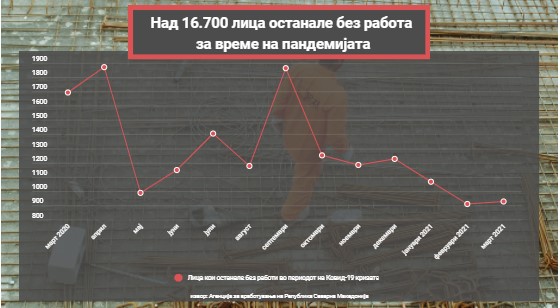 Над 16.700 лица останале без работа
за време на пандемијата
1900
1800
1700
1600
1500
1400
1300
1200
1100
1000
900
800
март 2020
април
мај
јуни
јули
август
септември
октомври
ноември
декември
јануари 2021
февруари 2021
март 2021
Лица кои останале без работи во периодот на Ковид-19 кризата
извор: Агенција за вработување на Република Северна Македонија